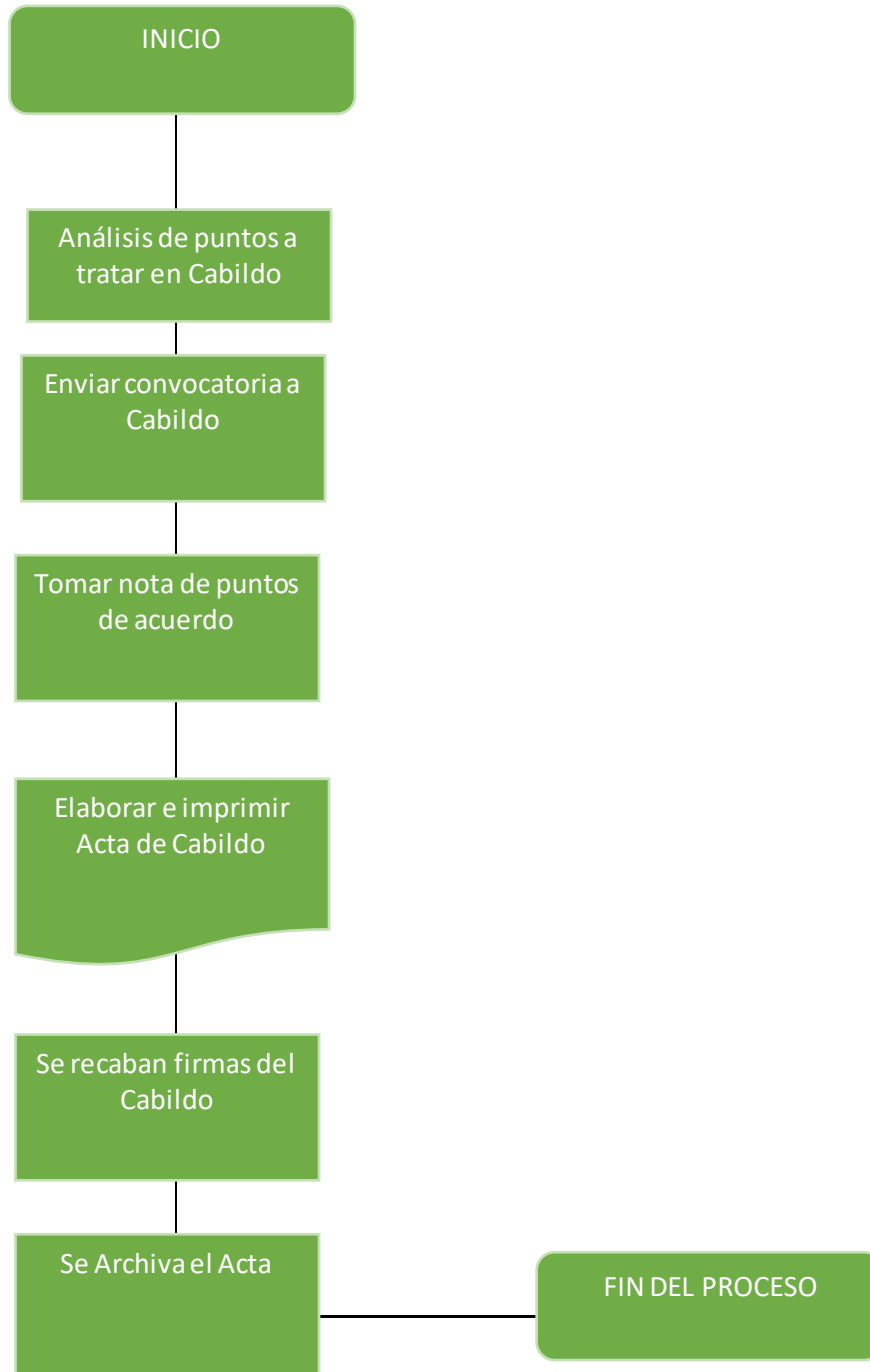 INICIO
Análisis de puntos a
tratar en Cabildo
Enviar convocatoria a
Cabildo
Tomar nota de puntos
de acuerdo
Elaborar e imprimir
Acta de Cabildo
Se recaban firmas del
Cabildo
Se Archiva el Acta
FIN DEL PROCESO